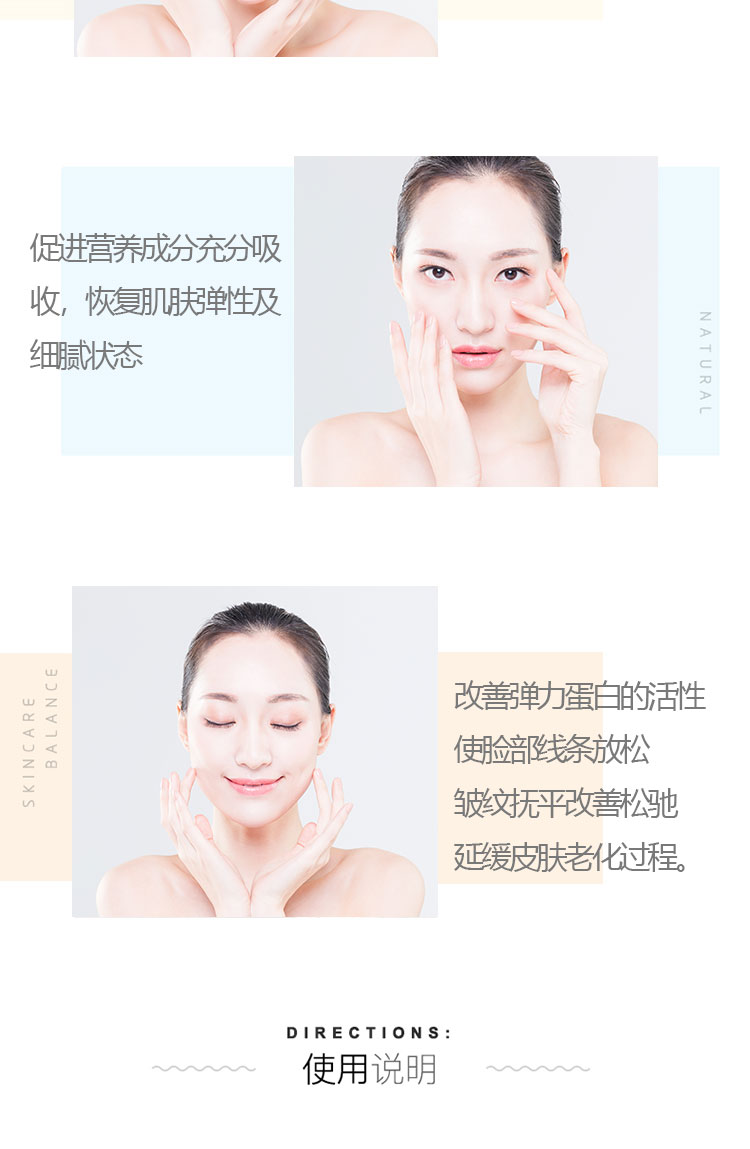 促进营养成分充分吸
收，恢复肌肤弹性及
细腻状态
NATURAL
SKINCARE
BALANCE
改善弹力蛋白的活性
使脸部线条放松
皱纹抚平改善松驰
延缓皮肤老化过程。
DIRECTIONS:
使用说明